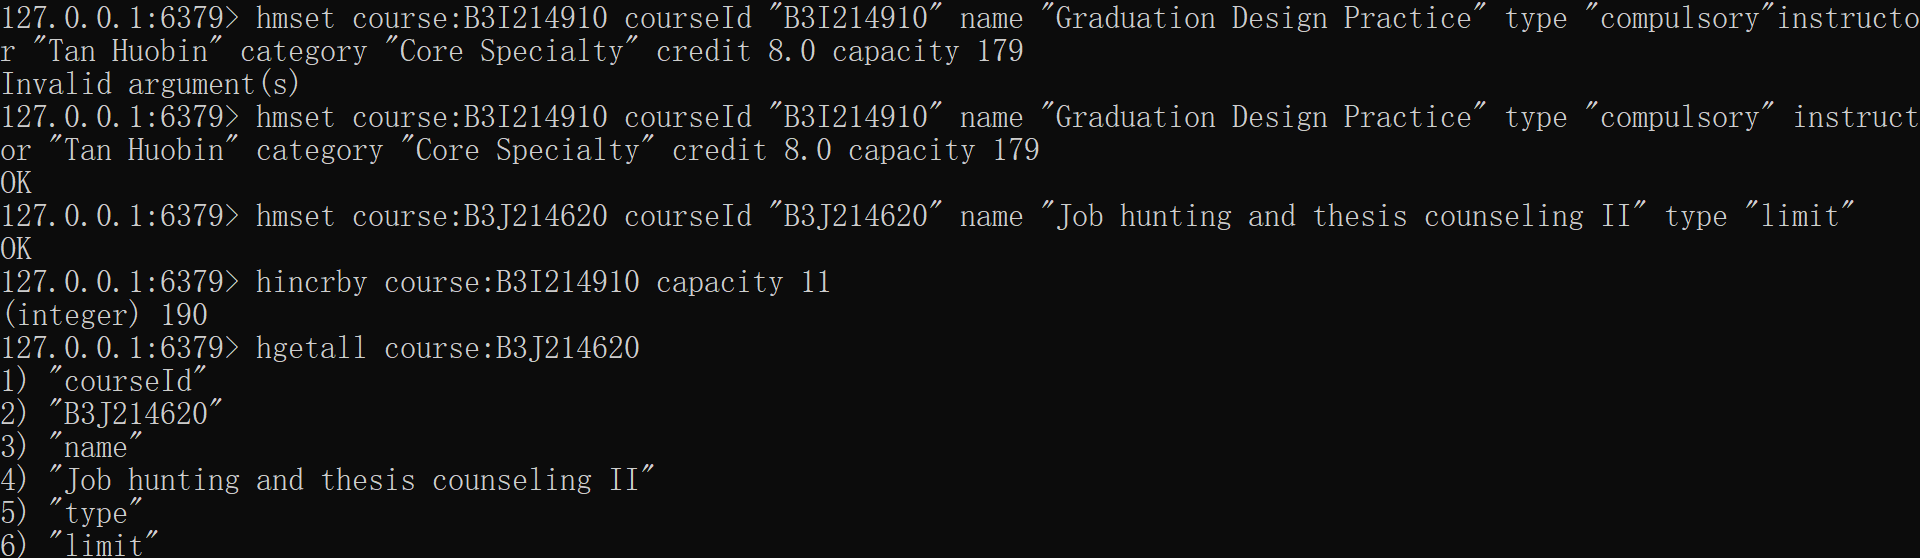 127.0.0.1:6379> hmset course:B3I214910 courseId "B3I214910" name "Graduation Design Practice" type "compulsory"instructo
r "Tan Huobin" category "Core Specialty" credit 8.0 capacity 179
Invalid argument(s)
127.0.0.1:6379> hmset course:B3I214910 courseId "B3I214910" name "Graduation Design Practice" type "compulsory" instruct
or "Tan Huobin" category "Core Specialty" credit 8.0 capacity 179
OK
127.0.0.1:6379> hmset course:B3J214620 courseId "B3J214620" name "Job hunting and thesis counseling II" type "limit"
OK
127.0.0.1:6379> hincrby course:B3I214910 capacity 11
(integer) 190
127.0.0.1:6379> hgetall course:B3J214620
1) "courseId"
2) "B3J214620"
3) "name"
4) "Job hunting and thesis counseling II"
5) "type"
6) "limit"